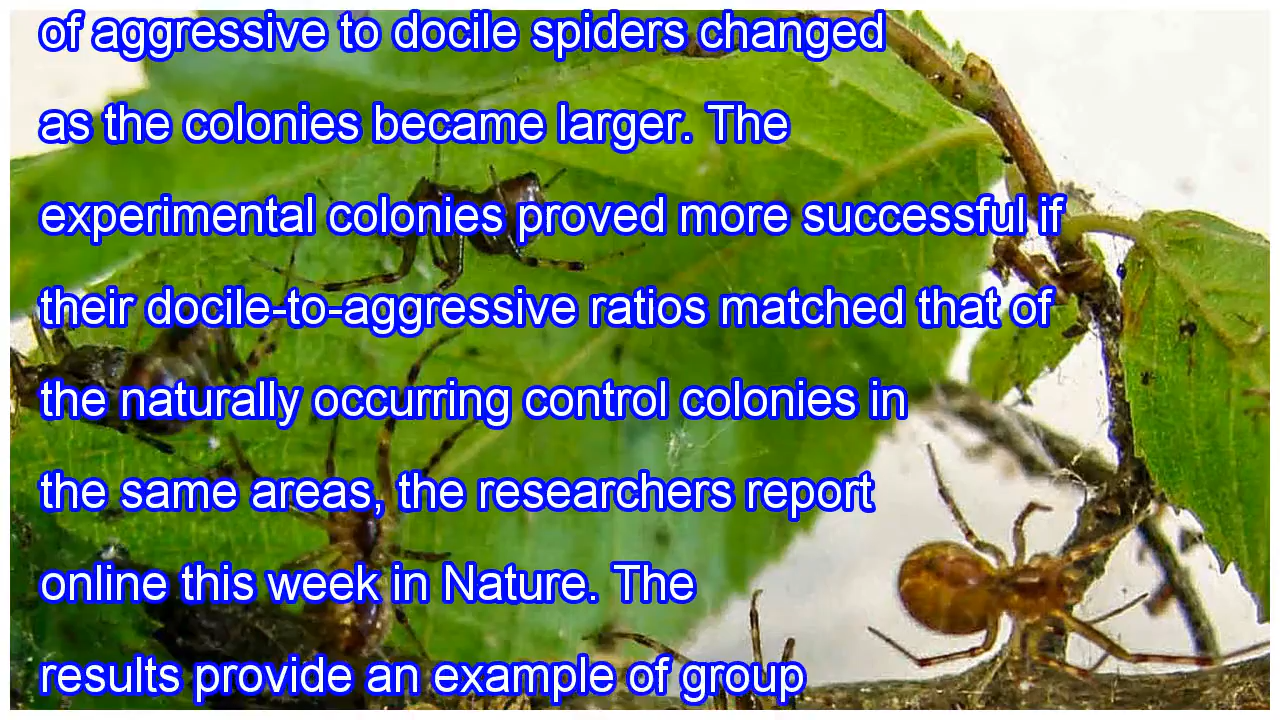 of aggressive to docile spiders changed
as the colonies became larger. The
experimental colonies proved more successful if
their docile-to-aggressive ratios matched that of
the naturally occurring control colonies in
the same areas, the researchers report
online this week in Nature. The
results provide an example of group